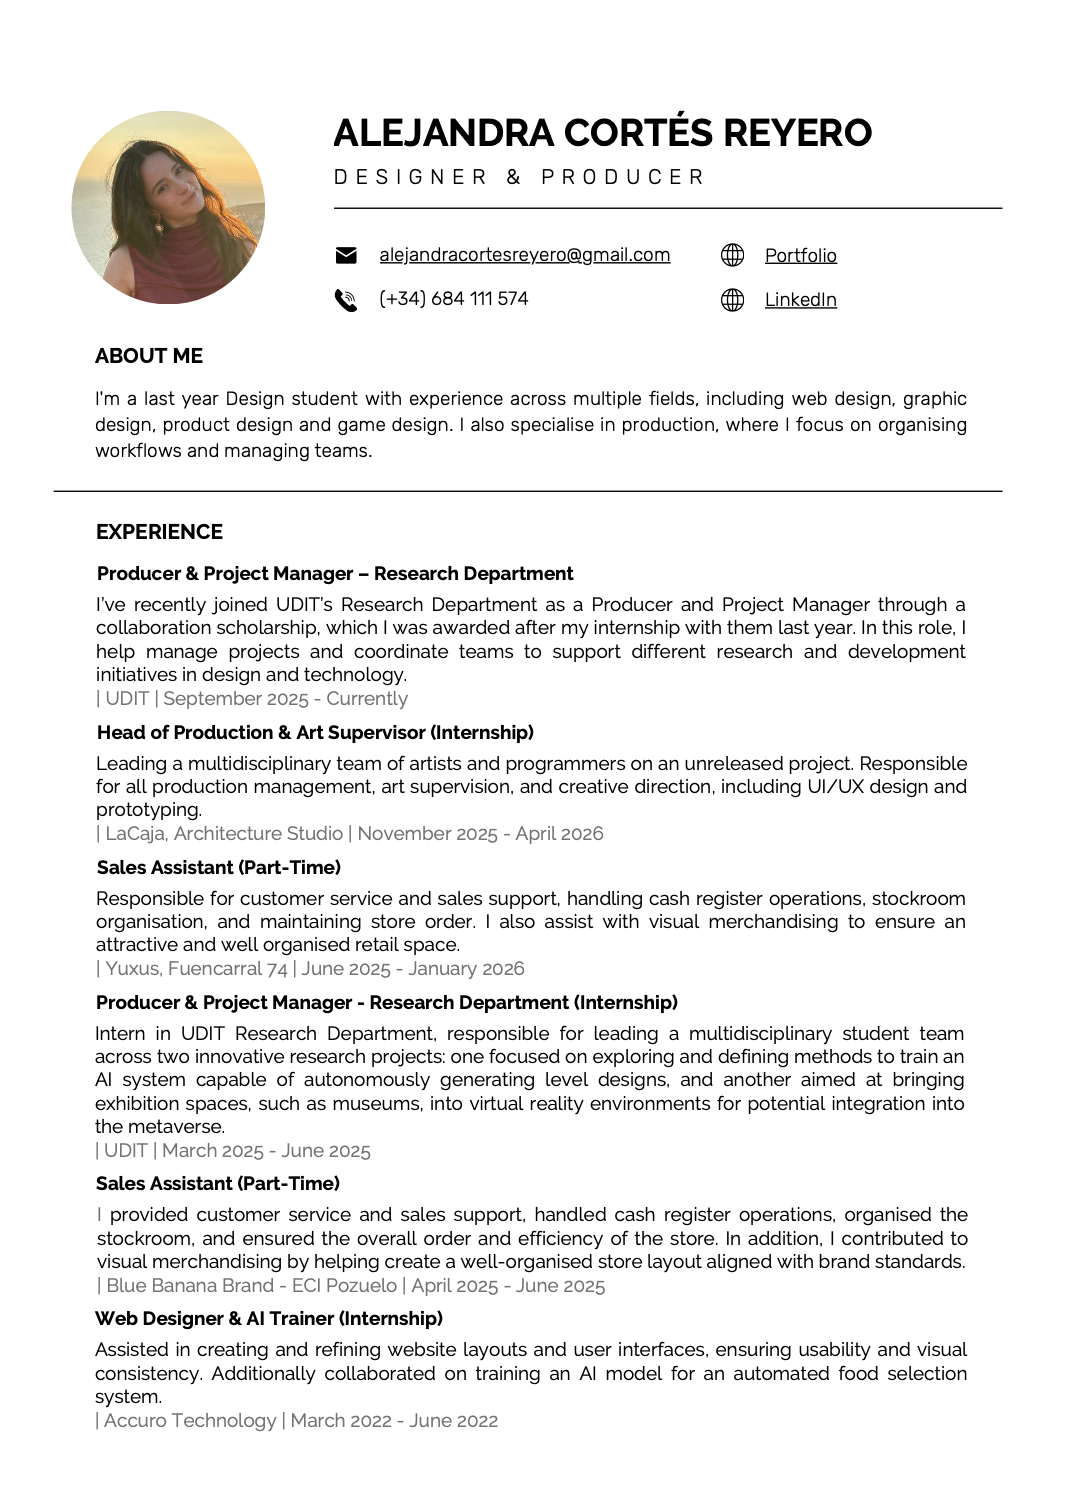 ALEJANDRA CORTÉS REYERO
DESIGNER & PRODUCER
alejandracortesreyero@gmail.com
Portfolio
(+34) 684 111 574
LinkedIn
ABOUT ME
I'm a last year Design student with experience across multiple fields, including web design, graphic
design, product design and game design. I also specialise in production, where I focus on organising
workflows and managing teams.
EXPERIENCE
Producer & Project Manager – Research Department
I've recently joined UDIT's Research Department as a Producer and Project Manager through a
collaboration scholarship, which I was awarded after my internship with them last year. In this role, I
help manage projects and coordinate teams to support different research and development
initiatives in design and technology.
| UDIT | September 2025 - Currently
Head of Production & Art Supervisor (Internship)
Leading a multidisciplinary team of artists and programmers on an unreleased project. Responsible
for all production management, art supervision, and creative direction, including UI/UX design and
prototyping.
| LaCaja, Architecture Studio | November 2025 - April 2026
Sales Assistant (Part-Time)
Responsible for customer service and sales support, handling cash register operations, stockroom
organisation, and maintaining store order. I also assist with visual merchandising to ensure an
attractive and well organised retail space.
| Yuxus, Fuencarral 74 | June 2025 - January 2026
Producer & Project Manager - Research Department (Internship)
Intern in UDIT Research Department, responsible for leading a multidisciplinary student team
across two innovative research projects: one focused on exploring and defining methods to train an
AI system capable of autonomously generating level designs, and another aimed at bringing
exhibition spaces, such as museums, into virtual reality environments for potential integration into
the metaverse.
| UDIT | March 2025 - June 2025
Sales Assistant (Part-Time)
I provided customer service and sales support, handled cash register operations, organised the
stockroom, and ensured the overall order and efficiency of the store. In addition, I contributed to
visual merchandising by helping create a well-organised store layout aligned with brand standards.
| Blue Banana Brand - ECI Pozuelo | April 2025 - June 2025
Web Designer & AI Trainer (Internship)
Assisted in creating and refining website layouts and user interfaces, ensuring usability and visual
consistency. Additionally collaborated on training an AI model for an automated food selection
system.
| Accuro Technology | March 2022 - June 2022